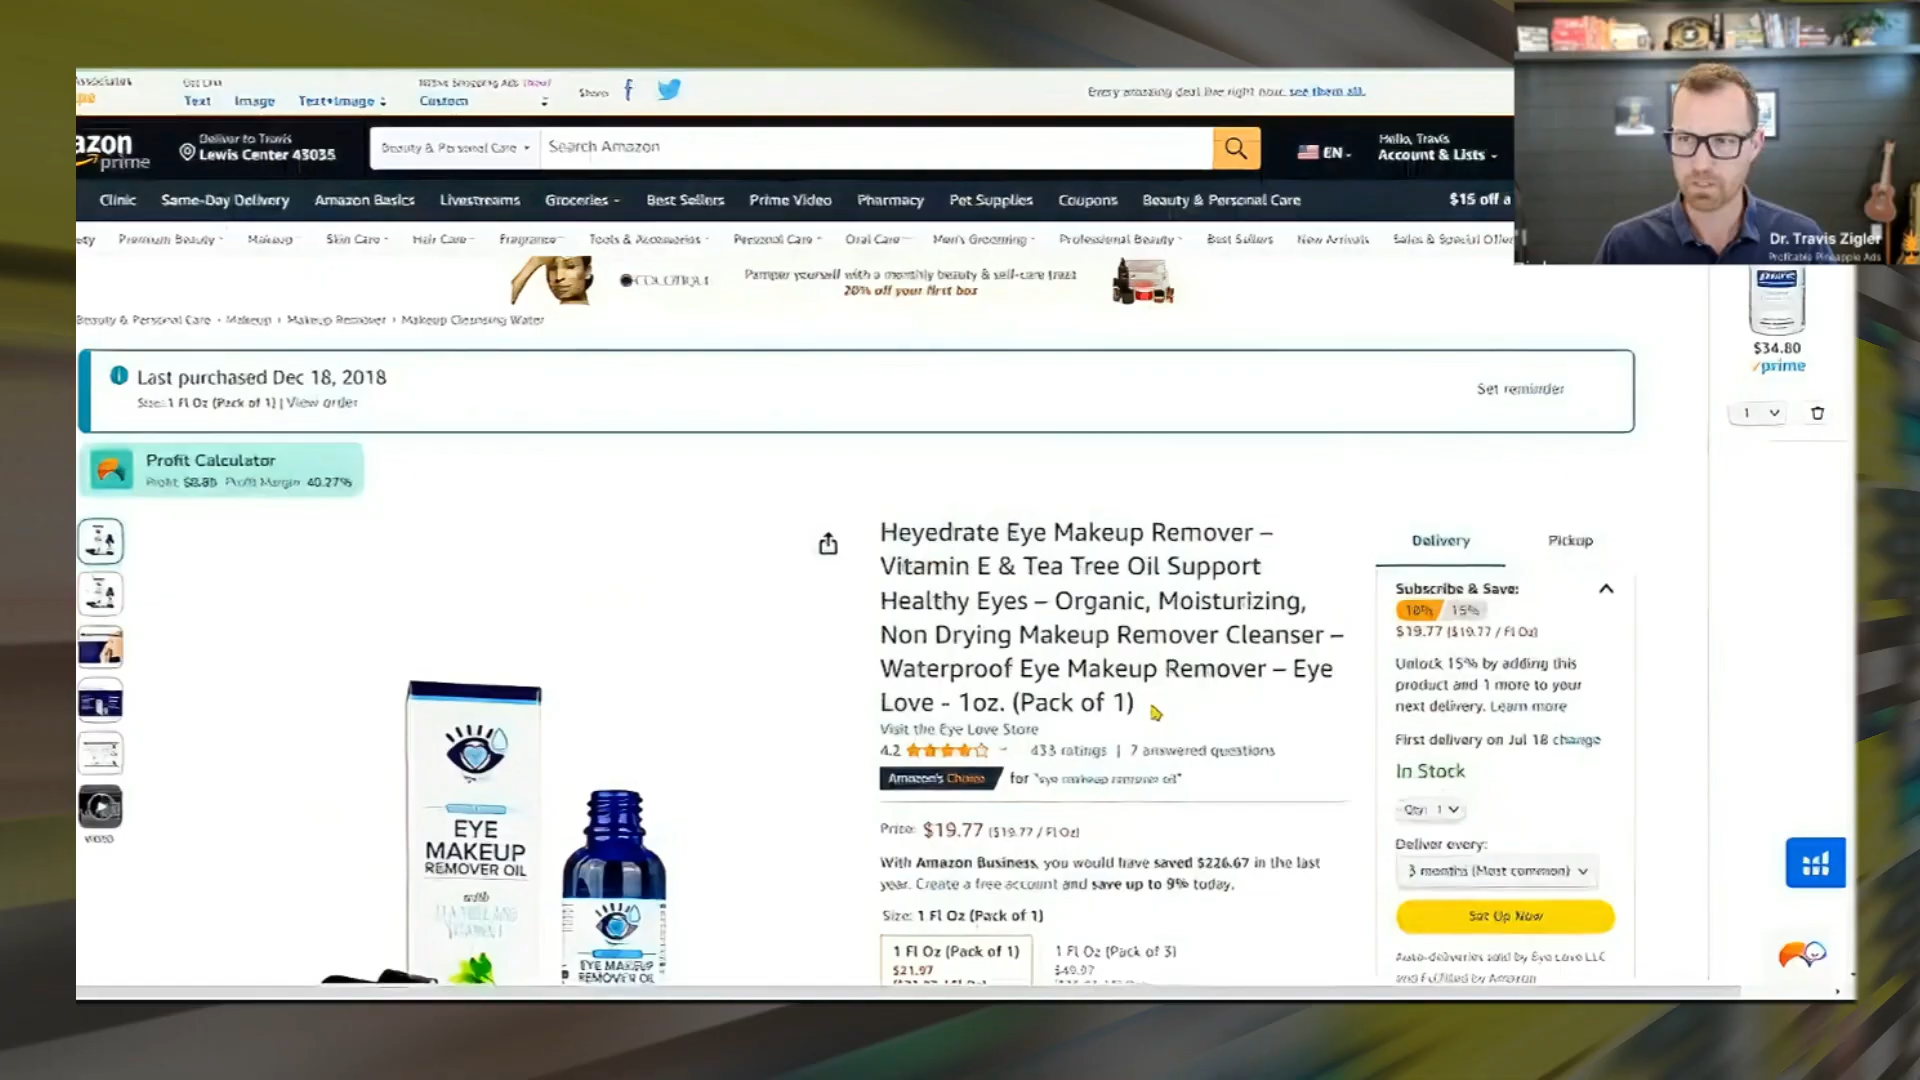 Text Image Text+Image
Custom
Share
Every amazing deal live right now. see them all.
azon
prime
Deliver to Travis
Lewis Center 43035
Beauty & Personal Care
Search Amazon
EN
Hello, Travis
Account & Lists
Clinic Same-Day Delivery Amazon Basics Livestreams Groceries Best Sellers Prime Video Pharmacy Pet Supplies Coupons Beauty & Personal Care $15 off a
Premium Beauty Makeup Skin Care Hair Care Fragrance Tools & Accessories Personal Care Oral Care Men's Grooming Professional Beauty Best Sellers New Arrivals Sales & Special Offer
Pamper yourself with a monthly beauty & self-care treat
20% off your first box
Beauty & Personal Care › Makeup › Makeup Remover › Makeup Cleansing Water
Dr. Travis Zigler
Profitable Pineapple Ads
$34.80
prime
1
Last purchased Dec 18, 2018
Size: 1 Fl Oz (Pack of 1) | View order
Set reminder
Profit Calculator
Profit Margin 40.27%
Heyedrate Eye Makeup Remover –
Vitamin E & Tea Tree Oil Support
Healthy Eyes – Organic, Moisturizing,
Non Drying Makeup Remover Cleanser –
Waterproof Eye Makeup Remover – Eye
Love - 1oz. (Pack of 1)
Visit the Eye Love Store
4.2
433 ratings | 7 answered questions
Amazon's Choice for "eye makeup remover oil"
Price: $19.77 ($19.77 / Fl Oz)
With Amazon Business, you would have saved $226.67 in the last
year. Create a free account and save up to 9% today.
Size: 1 Fl Oz (Pack of 1)
1 Fl Oz (Pack of 1)
$21.97
1 Fl Oz (Pack of 3)
$49.97
Delivery Pickup
Subscribe & Save:
10% 15%
$19.77 ($19.77 / Fl Oz)
Unlock 15% by adding this
product and 1 more to your
next delivery. Learn more
First delivery on Jul 18 change
In Stock
Qty: 1
Deliver every:
3 months (Most common)
Set Up Now
Auto-deliveries sold by Eye Love LLC
and Fulfilled by Amazon
VIDEO
EYE
MAKEUP
REMOVER OIL
with
TEA TREE AND
VITAMIN E
EYE MAKEUP
REMOVER OIL